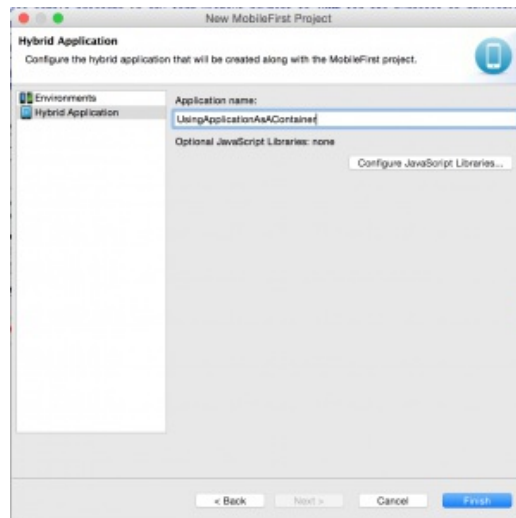 New MobileFirst Project
Hybrid Application
Configure the hybrid application that will be created along with the MobileFirst project.
Environments
Hybrid Application
Application name:
UsingApplicationAsAContainer
Optional JavaScript Libraries: none
Configure JavaScript Libraries...
< Back
Next >
Cancel
Finish